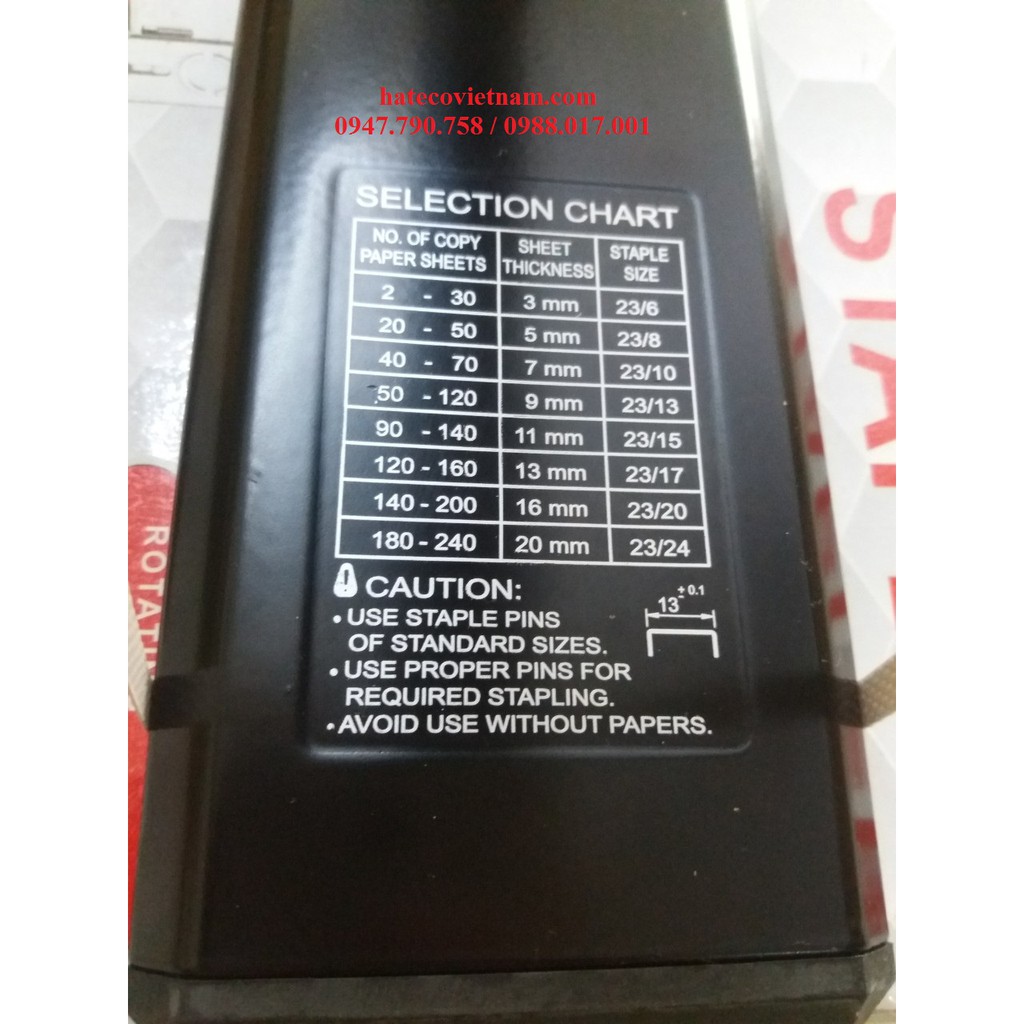 hatecovietnam.com
0947.790.758 / 0988.017.001
SELECTION CHART
NO. OF COPY PAPER SHEETS SHEET THICKNESS STAPLE SIZE
2 - 30 3 mm 23/6
20 - 50 5 mm 23/8
40 - 70 7 mm 23/10
50 - 120 9 mm 23/13
90 - 140 11 mm 23/15
120 - 160 13 mm 23/17
140 - 200 16 mm 23/20
180 - 240 20 mm 23/24
CAUTION:
• USE STAPLE PINS
OF STANDARD SIZES.
• USE PROPER PINS FOR
REQUIRED STAPLING.
• AVOID USE WITHOUT PAPERS.
13 ± 0.1
ROTATI
STAPL